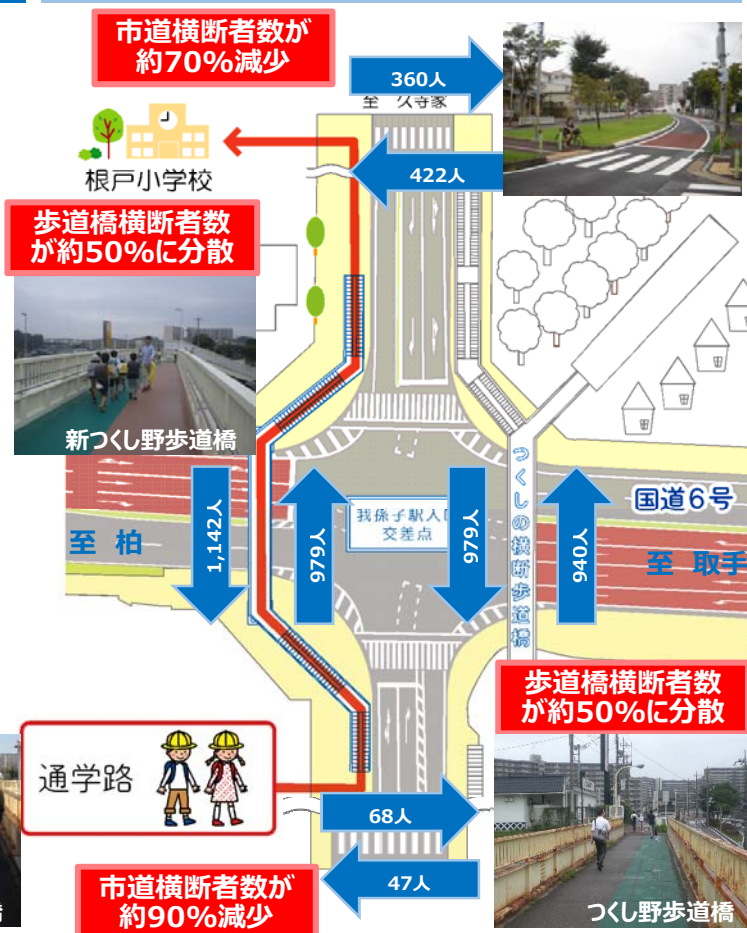 市道横断者数が
約70%減少
360人
至 久寺家
422人
根戸小学校
歩道橋横断者数
が約50%に分散
新つくし野歩道橋
国道6号
至 柏
1,142人
979人
我孫子駅入口
交差点
979人
つくしの横断歩道橋
940人
至 取手
歩道橋横断者数
が約50%に分散
通学路
68人
47人
市道横断者数が
約90%減少
つくし野歩道橋